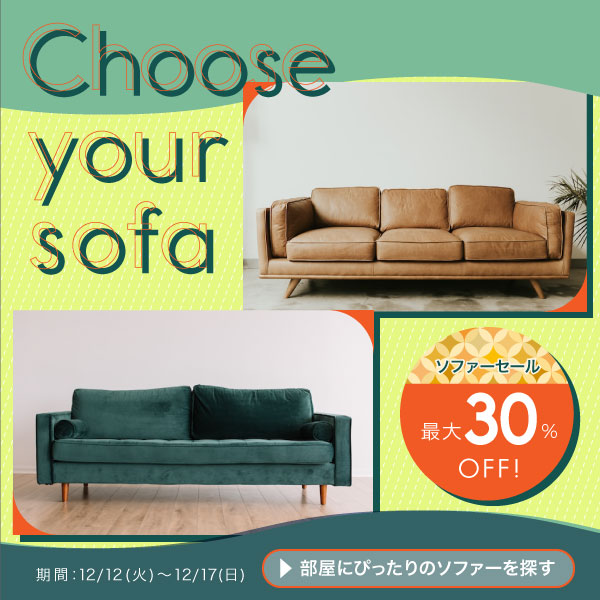 Choose
your
sofa
ソファーセール
最大30%
OFF!
期間:12/12(火)〜12/17(日)
部屋にぴったりのソファーを探す